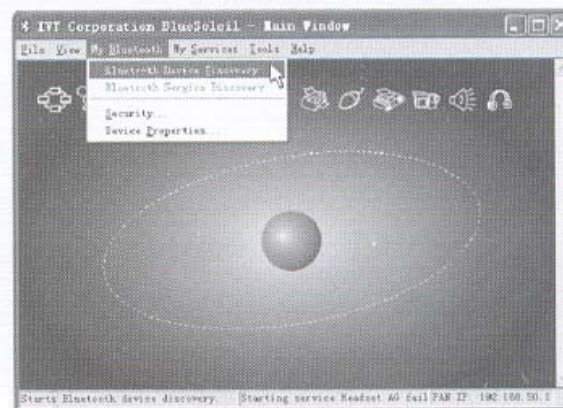 IVT Corporation BlueSoleil - Main Window
File View My Bluetooth My Services Tools Help
Bluetooth Device Discovery
Bluetooth Service Discovery
Security...
Device Properties...
Starts Bluetooth device discovery. Starting service Headset AG fail PAN IP: 192.168.50.1